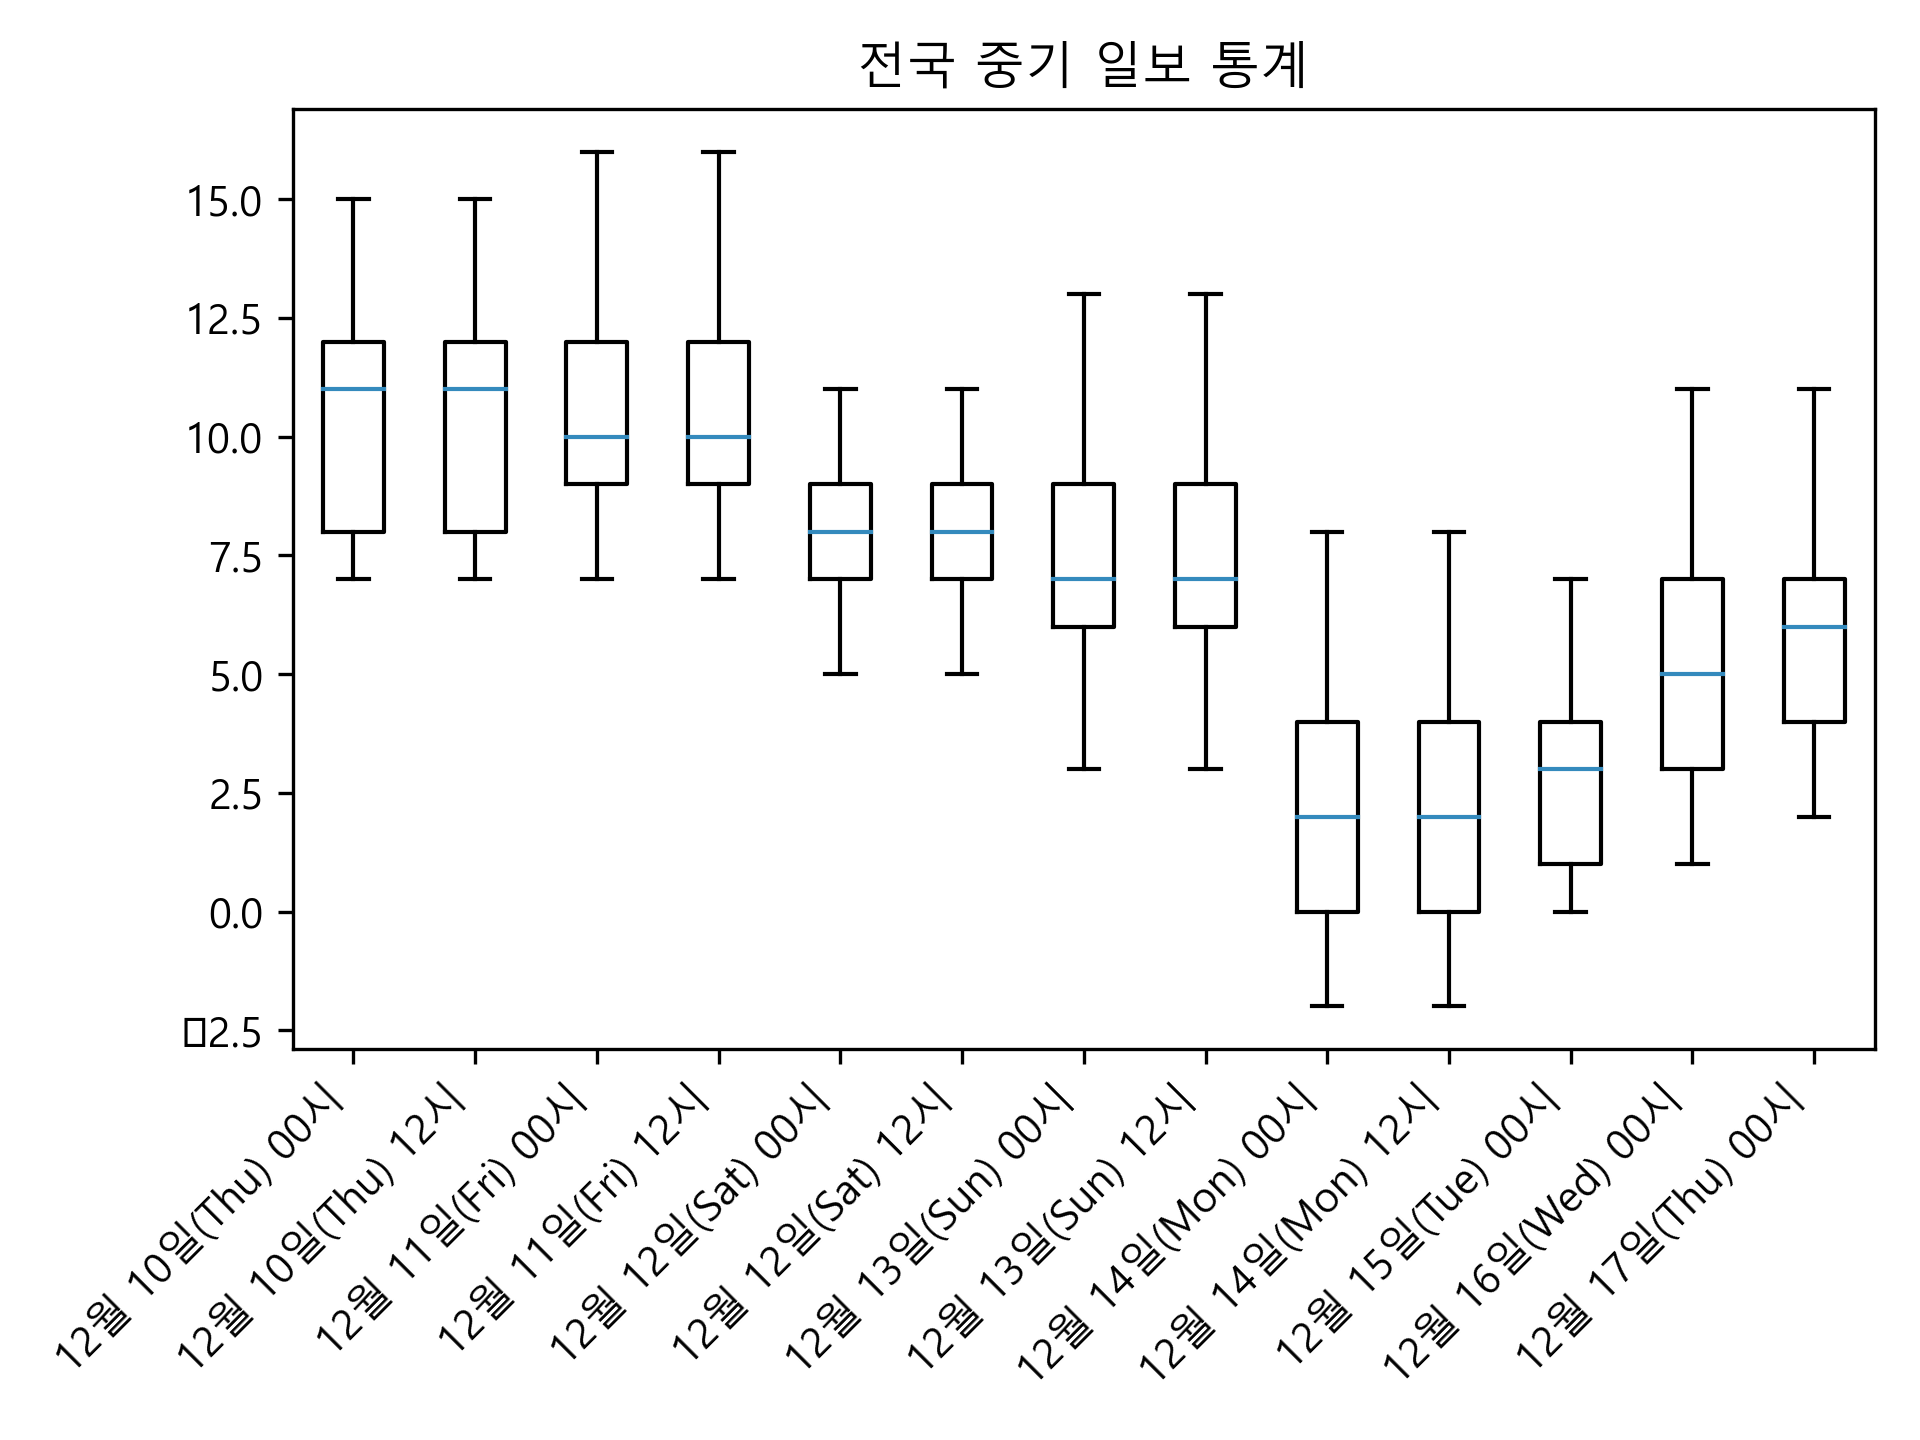 전국 중기 일보 통계
15.0
12.5
10.0
7.5
5.0
2.5
0.0
□2.5
12월 10일(Thu) 00시
12월 10일(Thu) 12시
12월 11일(Fri) 00시
12월 11일(Fri) 12시
12월 12일(Sat) 00시
12월 12일(Sat) 12시
12월 13일(Sun) 00시
12월 13일(Sun) 12시
12월 14일(Mon) 00시
12월 14일(Mon) 12시
12월 15일(Tue) 00시
12월 16일(Wed) 00시
12월 17일(Thu) 00시